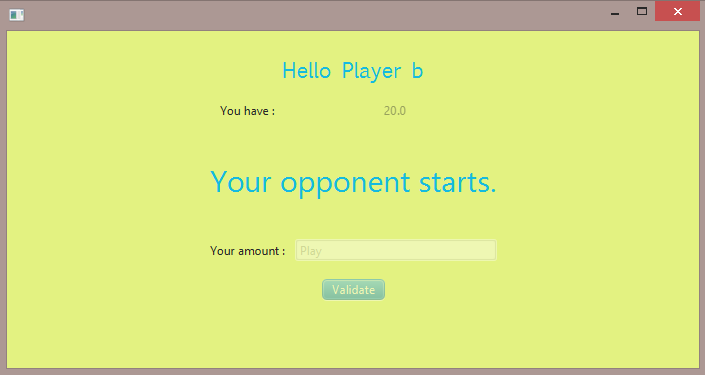 Hello Player b
You have : 20.0
Your opponent starts.
Your amount : Play
Validate